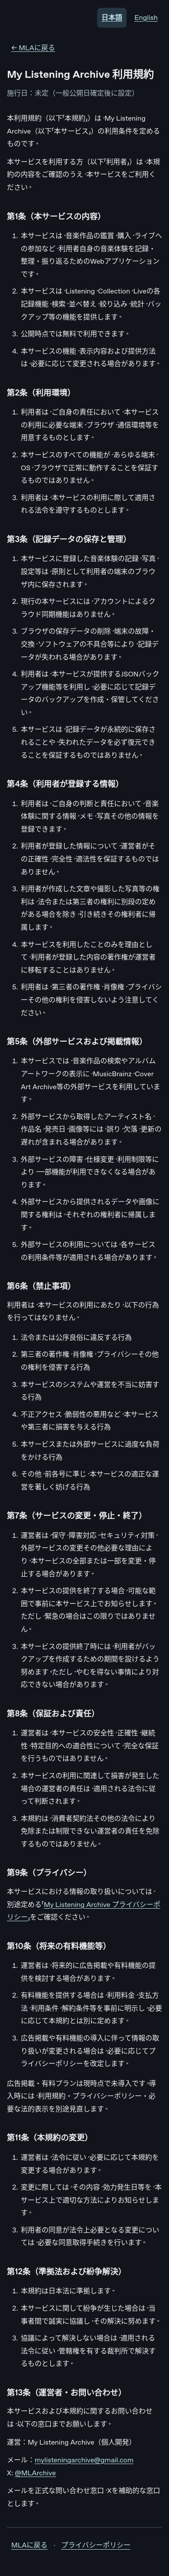 日本語 English
← MLAに戻る
My Listening Archive 利用規約
施行日：未定（一般公開日確定後に設定）
本利用規約（以下「本規約」）は、My Listening
Archive（以下「本サービス」）の利用条件を定める
ものです。
本サービスを利用する方（以下「利用者」）は、本規
約の内容をご確認のうえ、本サービスをご利用く
ださい。
第1条（本サービスの内容）
1. 本サービスは、音楽作品の鑑賞、購入、ライブへ
の参加など、利用者自身の音楽体験を記録・
整理・振り返るためのWebアプリケーション
です。
2. 本サービスは、Listening、Collection、Liveの各
記録機能、検索、並べ替え、絞り込み、統計、バッ
クアップ等の機能を提供します。
3. 公開時点では無料で利用できます。
4. 本サービスの機能、表示内容および提供方法
は、必要に応じて変更される場合があります。
第2条（利用環境）
1. 利用者は、ご自身の責任において、本サービス
の利用に必要な端末、ブラウザ、通信環境等を
用意するものとします。
2. 本サービスのすべての機能が、あらゆる端末、
OS、ブラウザで正常に動作することを保証す
るものではありません。
3. 利用者は、本サービスの利用に際して適用さ
れる法令を遵守するものとします。
第3条（記録データの保存と管理）
1. 本サービスに登録した音楽体験の記録、写真、
設定等は、原則として利用者の端末のブラウ
ザ内に保存されます。
2. 現行の本サービスには、アカウントによるク
ラウド同期機能はありません。
3. ブラウザの保存データの削除、端末の故障・
交換、ソフトウェアの不具合等により、記録デ
ータが失われる場合があります。
4. 利用者は、本サービスが提供するJSONバック
アップ機能等を利用し、必要に応じて記録デ
ータのバックアップを作成・保管してくださ
い。
5. 本サービスは、記録データが永続的に保存さ
れることや、失われたデータを必ず復元でき
ることを保証するものではありません。
第4条（利用者が登録する情報）
1. 利用者は、ご自身の判断と責任において、音楽
体験に関する情報、メモ、写真その他の情報を
登録できます。
2. 利用者が登録した情報について、運営者がそ
の正確性、完全性、適法性を保証するものでは
ありません。
3. 利用者が作成した文章や撮影した写真等の権
利は、法令または第三者の権利に別段の定め
がある場合を除き、引き続きその権利者に帰
属します。
4. 本サービスを利用したことのみを理由とし
て、利用者が登録した内容の著作権が運営者
に移転することはありません。
5. 利用者は、第三者の著作権、肖像権、プライバシ
ーその他の権利を侵害しないよう注意してく
ださい。
第5条（外部サービスおよび掲載情報）
1. 本サービスでは、音楽作品の検索やアルバム
アートワークの表示に、MusicBrainz、Cover
Art Archive等の外部サービスを利用していま
す。
2. 外部サービスから取得したアーティスト名、
作品名、発売日、画像等には、誤り、欠落、更新の
遅れが含まれる場合があります。
3. 外部サービスの障害、仕様変更、利用制限等に
より、一部機能が利用できなくなる場合があ
ります。
4. 外部サービスから提供されるデータや画像に
関する権利は、それぞれの権利者に帰属しま
す。
5. 外部サービスの利用については、各サービス
の利用条件等が適用される場合があります。
第6条（禁止事項）
利用者は、本サービスの利用にあたり、以下の行為
を行ってはなりません。
1. 法令または公序良俗に違反する行為
2. 第三者の著作権、肖像権、プライバシーその他
の権利を侵害する行為
3. 本サービスのシステムや運営を不当に妨害す
る行為
4. 不正アクセス、脆弱性の悪用など、本サービス
や第三者に損害を与える行為
5. 本サービスまたは外部サービスに過度な負荷
をかける行為
6. その他、前各号に準じ、本サービスの適正な運
営を著しく妨げる行為
第7条（サービスの変更・停止・終了）
1. 運営者は、保守、障害対応、セキュリティ対策、
外部サービスの変更その他必要な理由によ
り、本サービスの全部または一部を変更・停
止する場合があります。
2. 本サービスの提供を終了する場合、可能な範
囲で事前に本サービス上でお知らせします。
ただし、緊急の場合はこの限りではありませ
ん。
3. 本サービスの提供終了時には、利用者がバッ
クアップを作成するための期間を設けるよう
努めます。ただし、やむを得ない事情により対
応できない場合があります。
第8条（保証および責任）
1. 運営者は、本サービスの安全性、正確性、継続
性、特定目的への適合性について、完全な保証
を行うものではありません。
2. 本サービスの利用に関連して損害が発生した
場合の運営者の責任は、適用される法令に従
って判断されます。
3. 本規約は、消費者契約法その他の法令により
免除または制限できない運営者の責任を免除
するものではありません。
第9条（プライバシー）
本サービスにおける情報の取り扱いについては、
別途定める「My Listening Archive プライバシーポ
リシー」をご確認ください。
第10条（将来の有料機能等）
1. 運営者は、将来的に広告掲載や有料機能の提
供を検討する場合があります。
2. 有料機能を提供する場合は、利用料金、支払方
法、利用条件、解約条件等を事前に明示し、必要
に応じて本規約とは別に定めます。
3. 広告掲載や有料機能の導入に伴って情報の取
り扱いが変更される場合は、必要に応じてプ
ライバシーポリシーを改定します。
広告掲載・有料プランは現時点で未導入です。導
入時には、利用規約・プライバシーポリシー・必
要な法的表示を別途見直します。
第11条（本規約の変更）
1. 運営者は、法令に従い、必要に応じて本規約を
変更する場合があります。
2. 変更に際しては、その内容、効力発生日等を、本
サービス上で適切な方法によりお知らせしま
す。
3. 利用者の同意が法令上必要となる変更につい
ては、必要な同意取得手続きを行います。
第12条（準拠法および紛争解決）
1. 本規約は日本法に準拠します。
2. 本サービスに関して紛争が生じた場合は、当
事者間で誠実に協議し、その解決に努めます。
3. 協議によって解決しない場合は、適用される
法令に従い、管轄権を有する裁判所で解決す
るものとします。
第13条（運営者・お問い合わせ）
本サービスおよび本規約に関するお問い合わせ
は、以下の窓口までお願いします。
運営：My Listening Archive（個人開発）
メール：mylisteningarchive@gmail.com
X: @MLArchive
メールを正式な問い合わせ窓口、Xを補助的な窓口
とします。
MLAに戻る · プライバシーポリシー